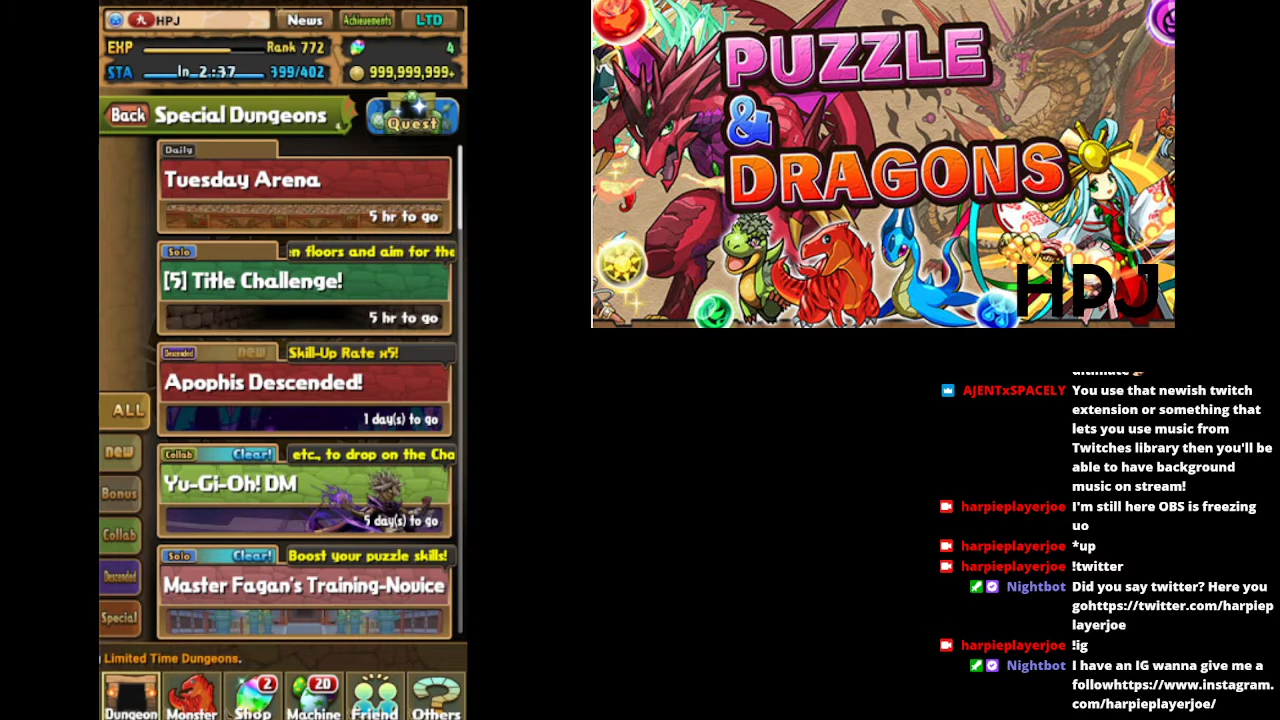 HPJ
News
Achievements
LTD
EXP
Rank 772
4
STA
In 2:37
399/402
999,999,999+
Back
Special Dungeons
Quest
Daily
Tuesday Arena
5 hr to go
Solo
n floors and aim for the
[5] Title Challenge!
5 hr to go
Descended
new
Skill-Up Rate x5!
Apophis Descended!
1 day(s) to go
Collab
Clear!
etc., to drop on the Cha
Yu-Gi-Oh! DM
5 day(s) to go
Solo
Clear!
Boost your puzzle skills!
Master Fagan's Training-Novice
ALL
new
Bonus
Collab
Descended
Special
Limited Time Dungeons.
Dungeon
Monster
2
Shop
20
Machine
Friend
Others
PUZZLE
&
DRAGONS
HPJ
ultimate
AJENTxSPACELY You use that newish twitch
extension or something that
lets you use music from
Twitches library then you'll be
able to have background
music on stream!
harpieplayerjoe I'm still here OBS is freezing
uo
harpieplayerjoe *up
harpieplayerjoe !twitter
Nightbot Did you say twitter? Here you
gohttps://twitter.com/harpiep
layerjoe
harpieplayerjoe !ig
Nightbot I have an IG wanna give me a
followhttps://www.instagram.
com/harpieplayerjoe/